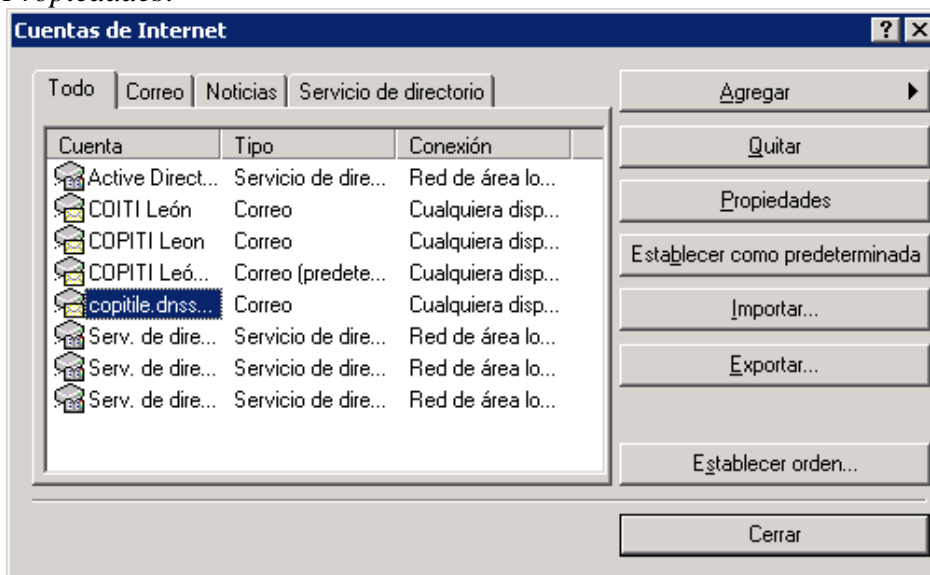 Propiedades.
Cuentas de Internet
Todo Correo Noticias Servicio de directorio
Agregar
Quitar
Propiedades
Establecer como predeterminada
Importar...
Exportar...
Establecer orden...
Cerrar
Cuenta Tipo Conexión
Active Direct... Servicio de dire... Red de área lo...
COITI León Correo Cualquiera disp...
COPITI Leon Correo Cualquiera disp...
COPITI Leó... Correo (predete... Cualquiera disp...
copitile.dnss... Correo Cualquiera disp...
Serv. de dire... Servicio de dire... Red de área lo...
Serv. de dire... Servicio de dire... Red de área lo...
Serv. de dire... Servicio de dire... Red de área lo...